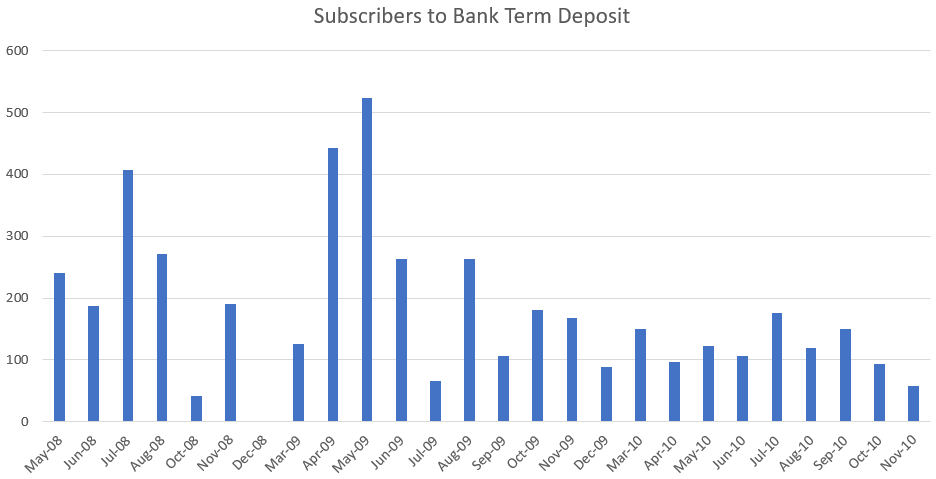 Subscribers to Bank Term Deposit
600
500
400
300
200
100
0
May-08
Jun-08
Jul-08
Aug-08
Oct-08
Nov-08
Dec-08
Mar-09
Apr-09
May-09
Jun-09
Jul-09
Aug-09
Sep-09
Oct-09
Nov-09
Dec-09
Mar-10
Apr-10
May-10
Jun-10
Jul-10
Aug-10
Sep-10
Oct-10
Nov-10